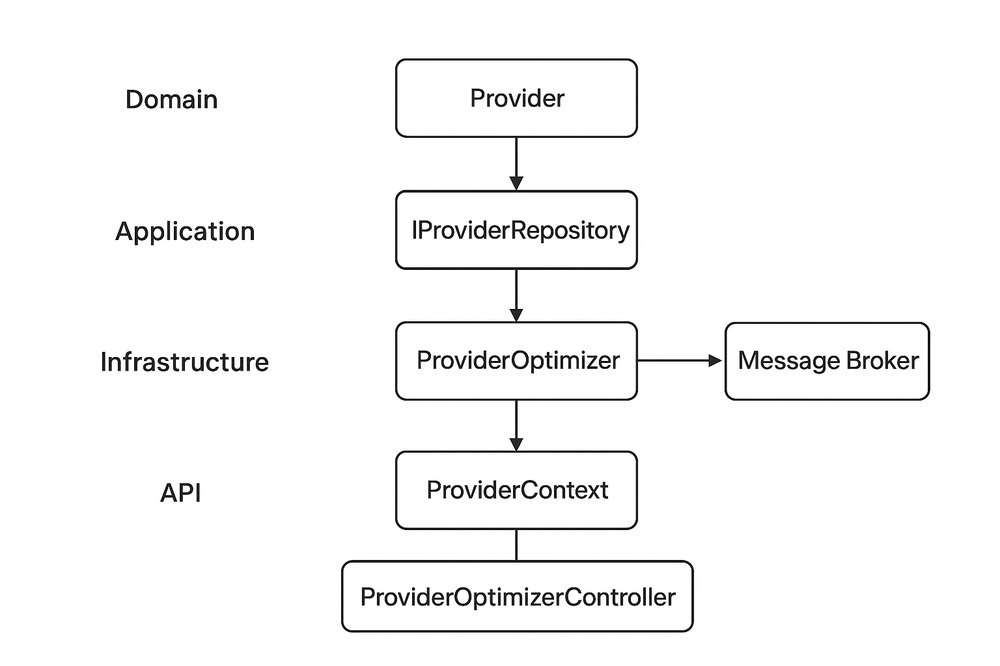 Domain
Provider
Application
IProviderRepository
Infrastructure
ProviderOptimizer
Message Broker
API
ProviderContext
ProviderOptimizerController